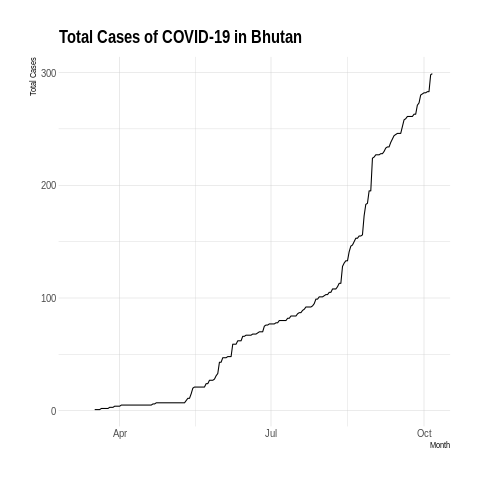 Total Cases of COVID-19 in Bhutan
Total Cases
300
200
100
0
Apr Jul Oct
Month